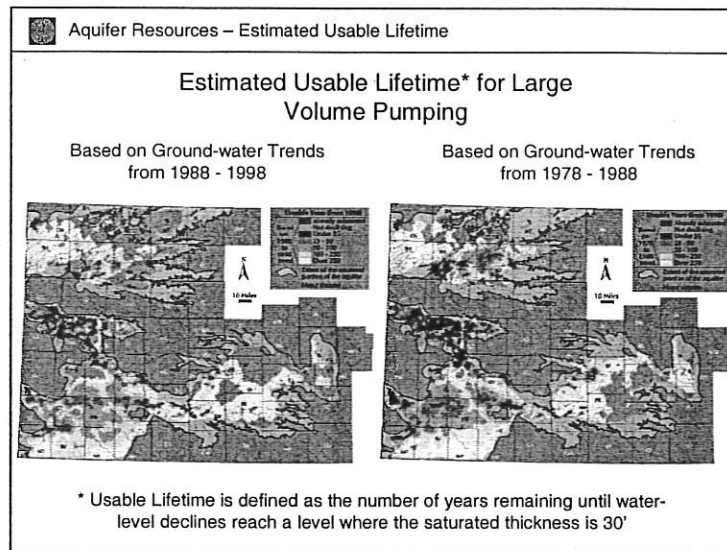 Aquifer Resources – Estimated Usable Lifetime
Estimated Usable Lifetime* for Large
Volume Pumping
Based on Ground-water Trends
from 1988 - 1998
Based on Ground-water Trends
from 1978 - 1988
10 Miles
10 Miles
* Usable Lifetime is defined as the number of years remaining until water-
level declines reach a level where the saturated thickness is 30'